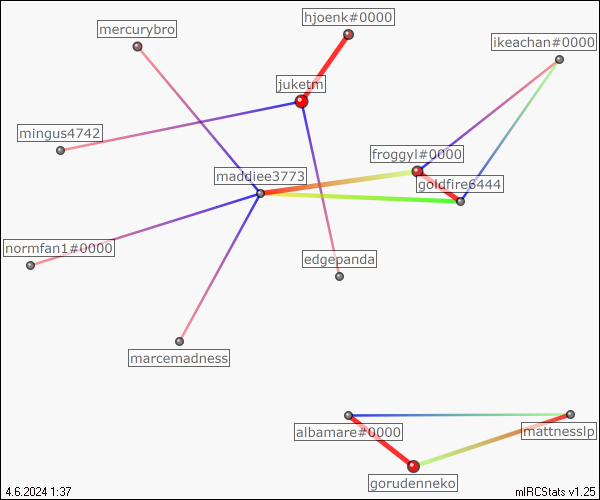 hjoenk#0000
mercurybro
ikeachan#0000
juketm
mingus4742
froggyl#0000
maddiee3773
goldfire6444
normfan1#0000
edgepanda
marcemadness
albamare#0000
mattnesslp
gorudenneko
4.6.2024 1:37
mIRCStats v1.25